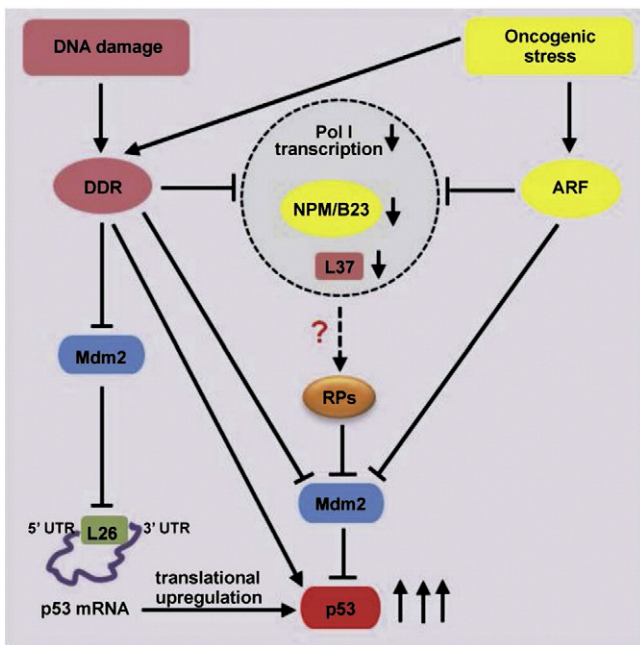 DNA damage
Oncogenic
stress
Pol I
transcription
DDR
NPM/B23
ARF
L37
?
Mdm2
RPs
Mdm2
5' UTR
L26
3' UTR
translational
upregulation
p53 mRNA
p53